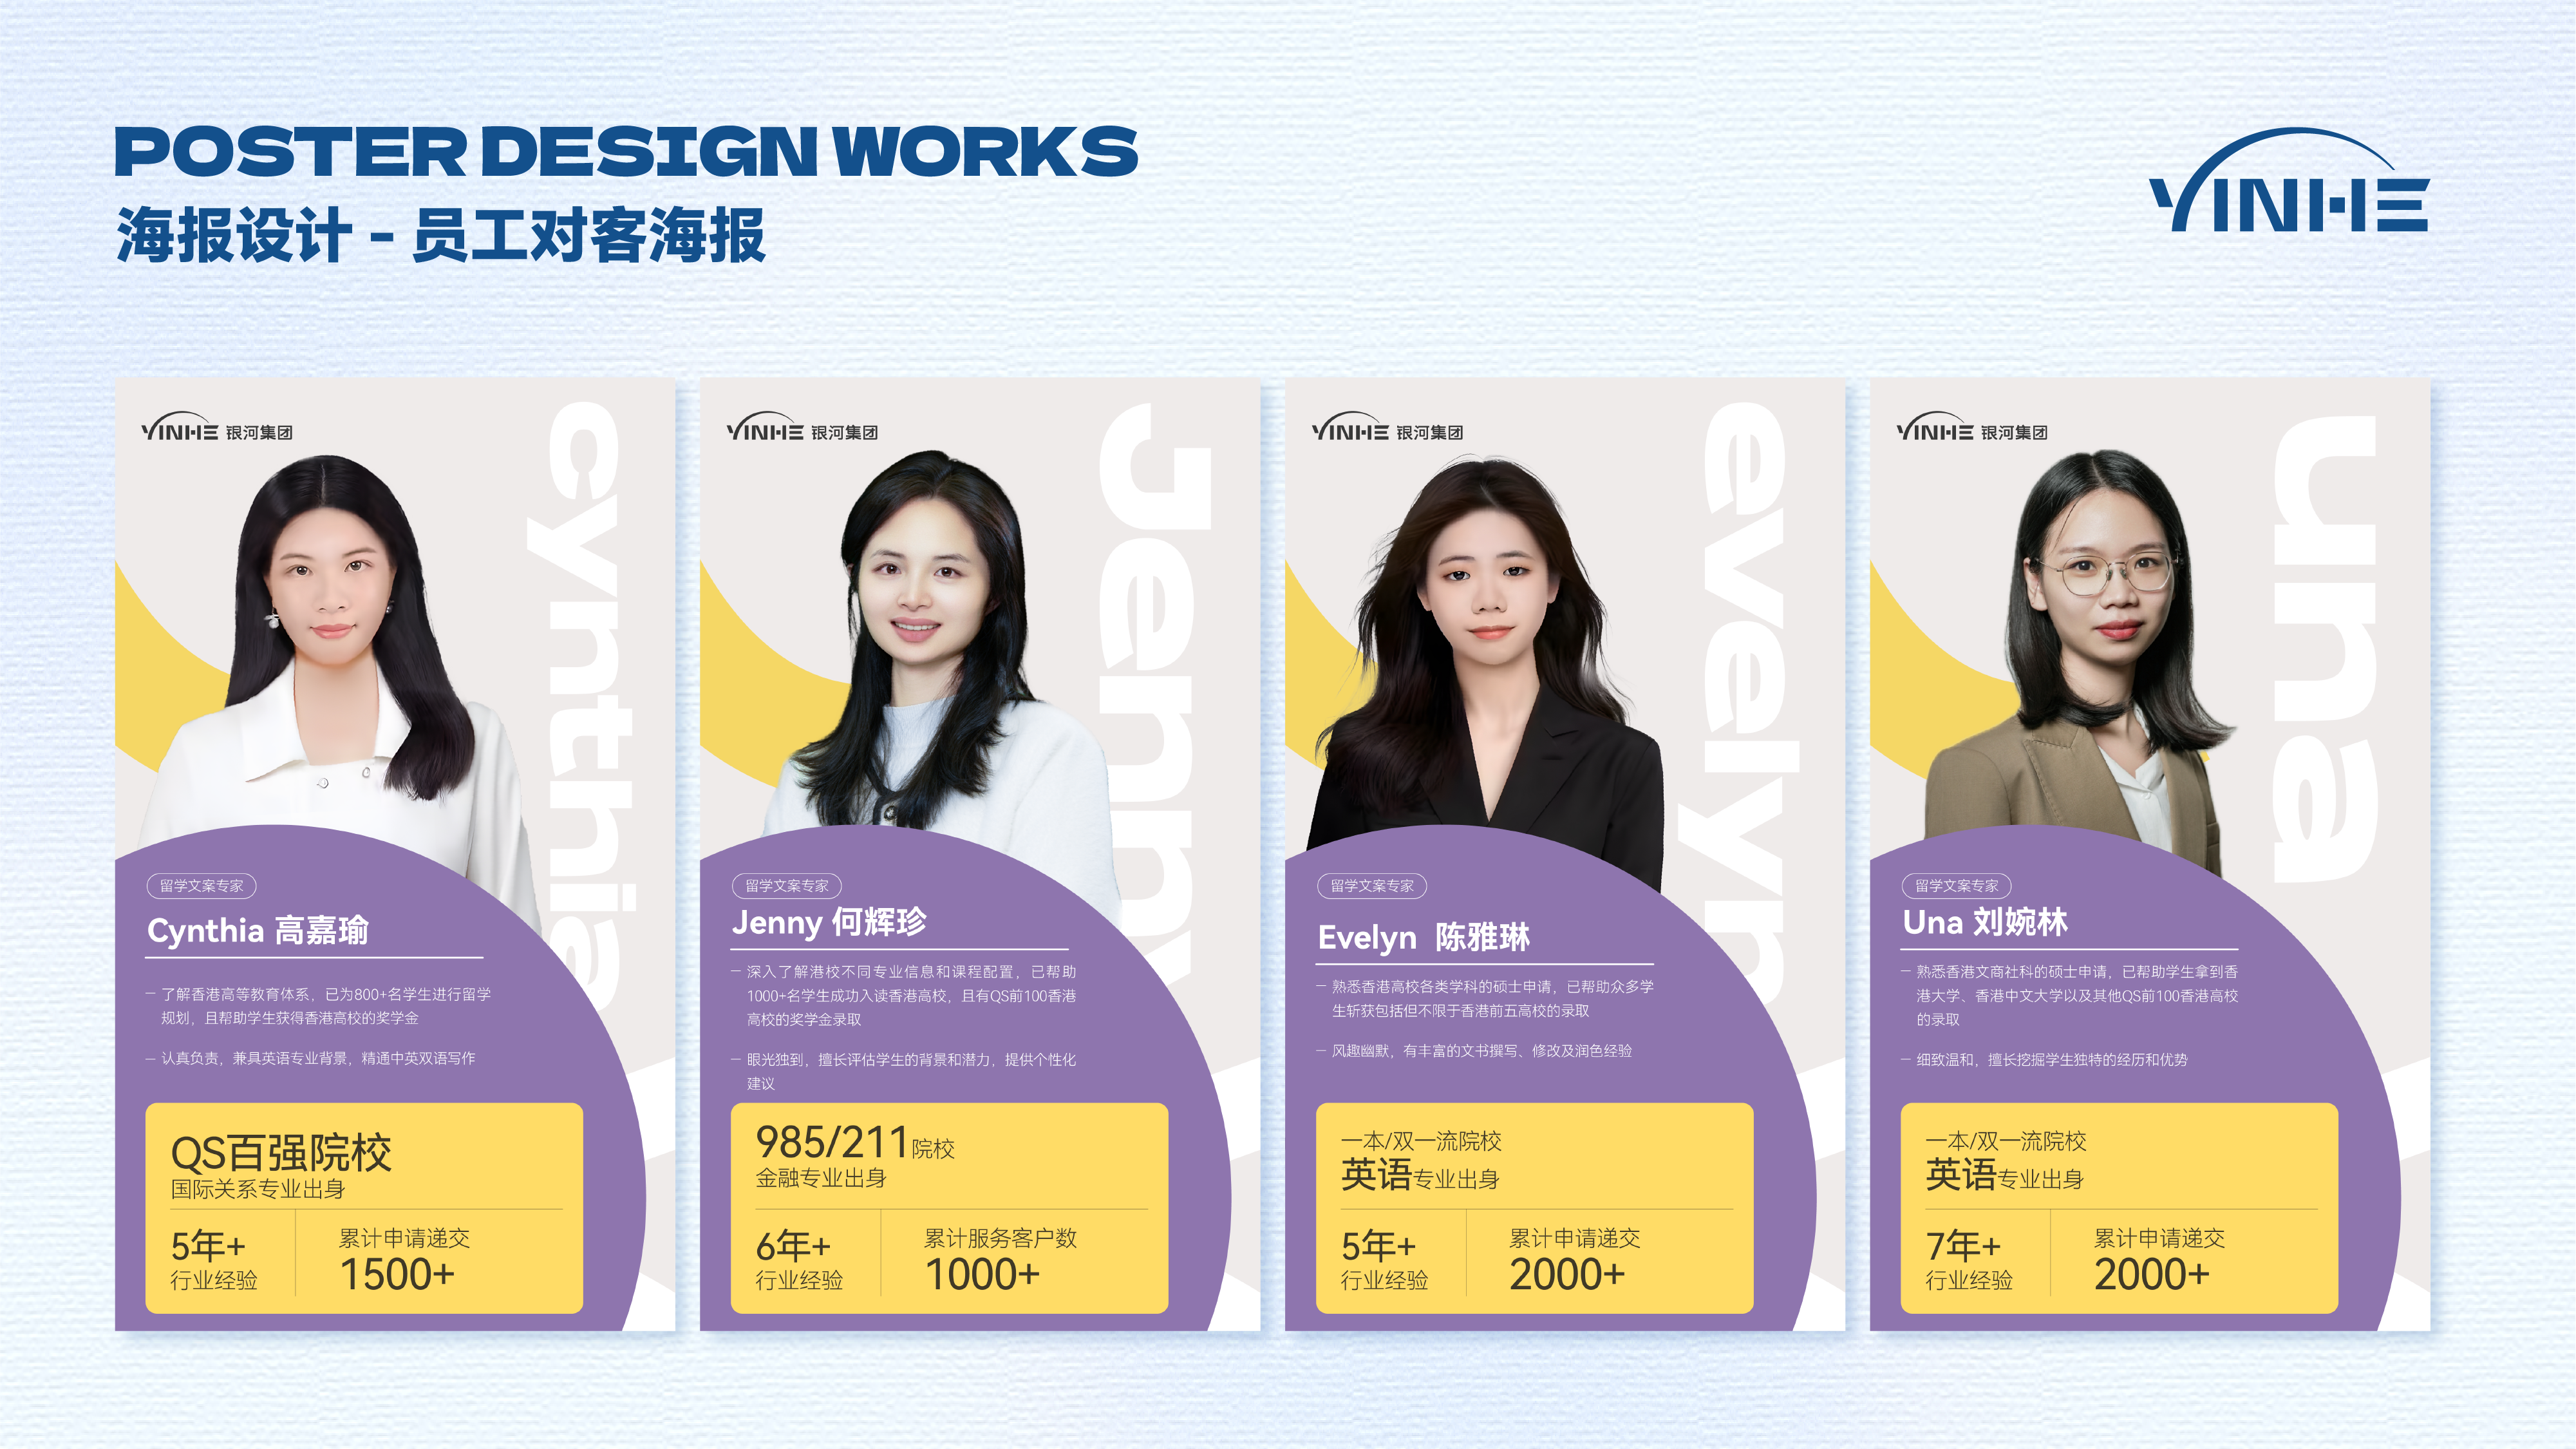 POSTER DESIGN WORKS
海报设计 - 员工对客海报
YINHE
YINHE 银河集团
cynthia
留学文案专家
Cynthia 高嘉瑜
— 了解香港高等教育体系，已为800+名学生进行留学
规划，且帮助学生获得香港高校的奖学金
— 认真负责，兼具英语专业背景，精通中英双语写作
QS百强院校
国际关系专业出身
5年+
行业经验
累计申请递交
1500+
YINHE 银河集团
Jenny
留学文案专家
Jenny 何辉珍
— 深入了解港校不同专业信息和课程配置，已帮助
1000+名学生成功入读香港高校，且有QS前100香港
高校的奖学金录取
— 眼光独到，擅长评估学生的背景和潜力，提供个性化
建议
985/211院校
金融专业出身
6年+
行业经验
累计服务客户数
1000+
YINHE 银河集团
evelyn
留学文案专家
Evelyn 陈雅琳
— 熟悉香港高校各类学科的硕士申请，已帮助众多学
生斩获包括但不限于香港前五高校的录取
— 风趣幽默，有丰富的文书撰写、修改及润色经验
一本/双一流院校
英语专业出身
5年+
行业经验
累计申请递交
2000+
YINHE 银河集团
una
留学文案专家
Una 刘婉林
— 熟悉香港文商社科的硕士申请，已帮助学生拿到香
港大学、香港中文大学以及其他QS前100香港高校
的录取
— 细致温和，擅长挖掘学生独特的经历和优势
一本/双一流院校
英语专业出身
7年+
行业经验
累计申请递交
2000+